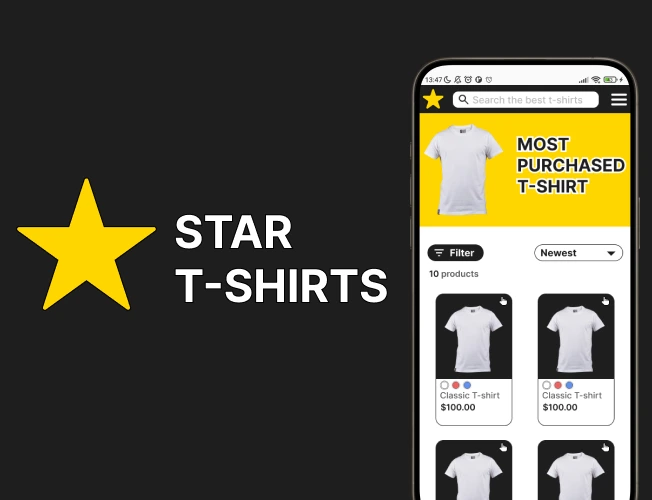 STAR
T-SHIRTS
13:47
Search the best t-shirts
MOST
PURCHASED
T-SHIRT
Filter
Newest
10 products
Classic T-shirt
$100.00
Classic T-shirt
$100.00